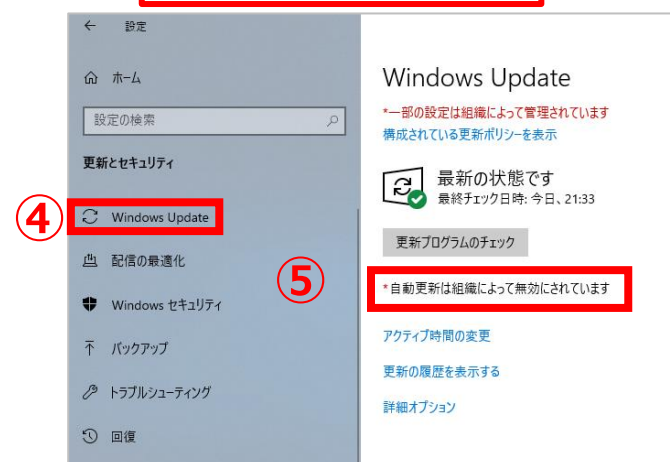 ← 設定
ホーム
設定の検索
更新とセキュリティ
④
Windows Update
配信の最適化
⑤
Windows セキュリティ
バックアップ
トラブルシューティング
回復
Windows Update
*一部の設定は組織によって管理されています
構成されている更新ポリシーを表示
最新の状態です
最終チェック日時: 今日、21:33
更新プログラムのチェック
*自動更新は組織によって無効にされています
アクティブ時間の変更
更新の履歴を表示する
詳細オプション